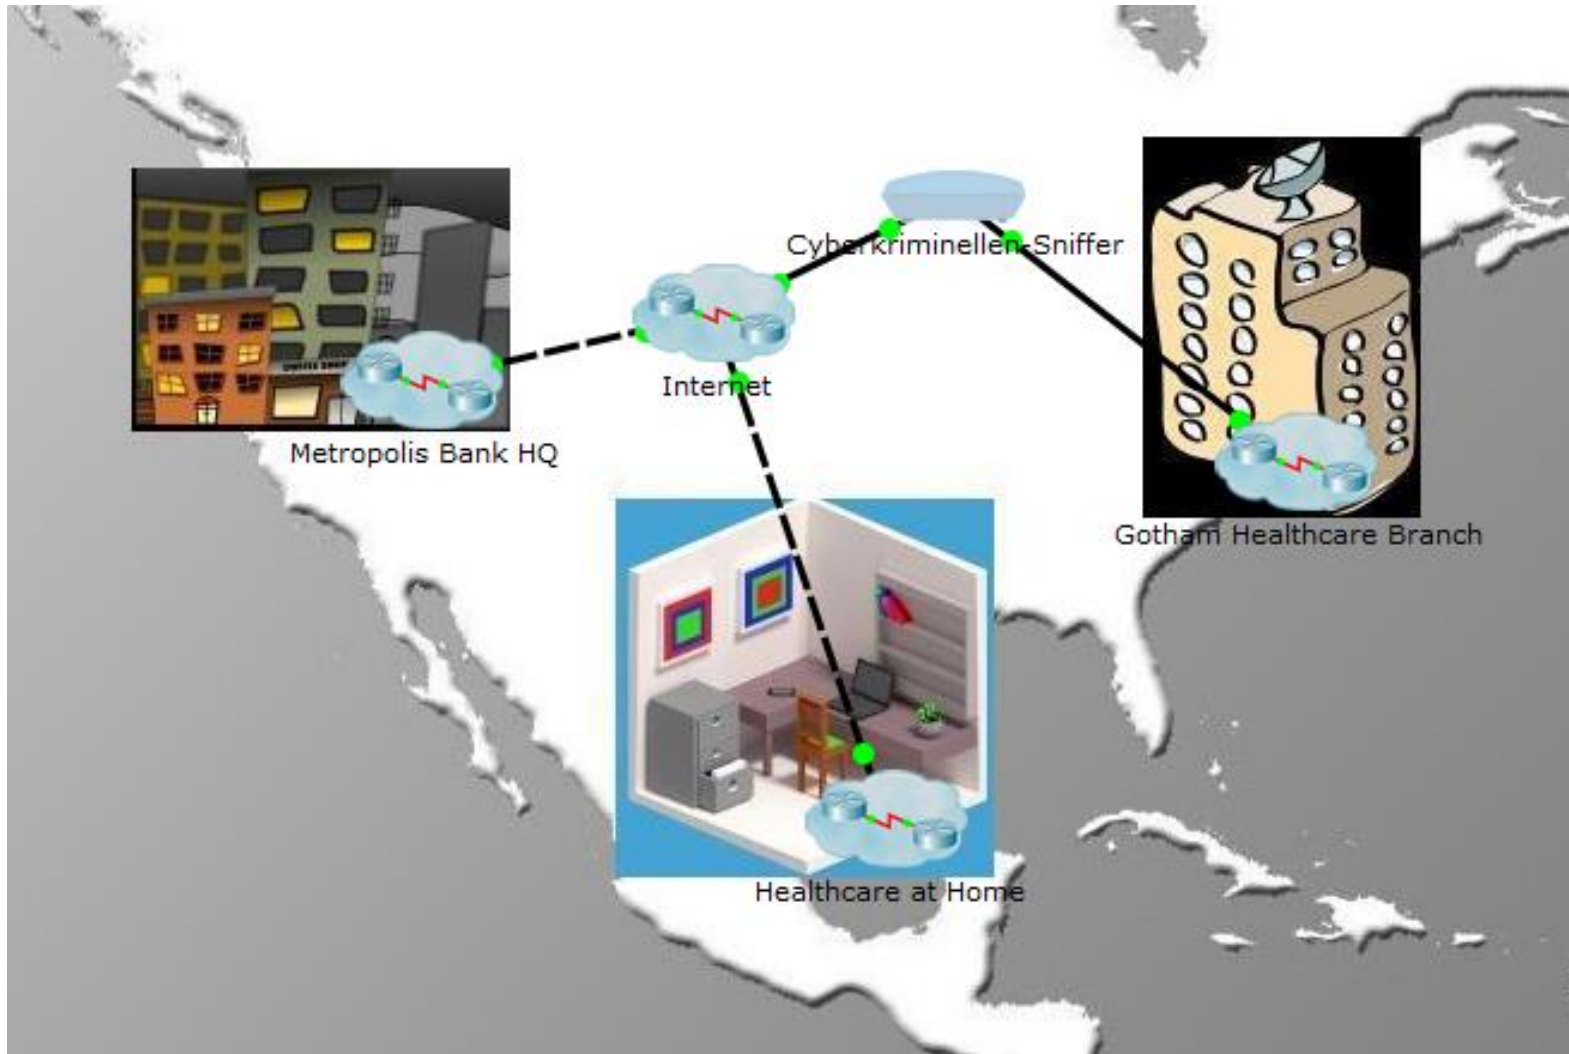 Cyberkriminellen-Sniffer
Internet
Metropolis Bank HQ
Gotham Healthcare Branch
Healthcare at Home